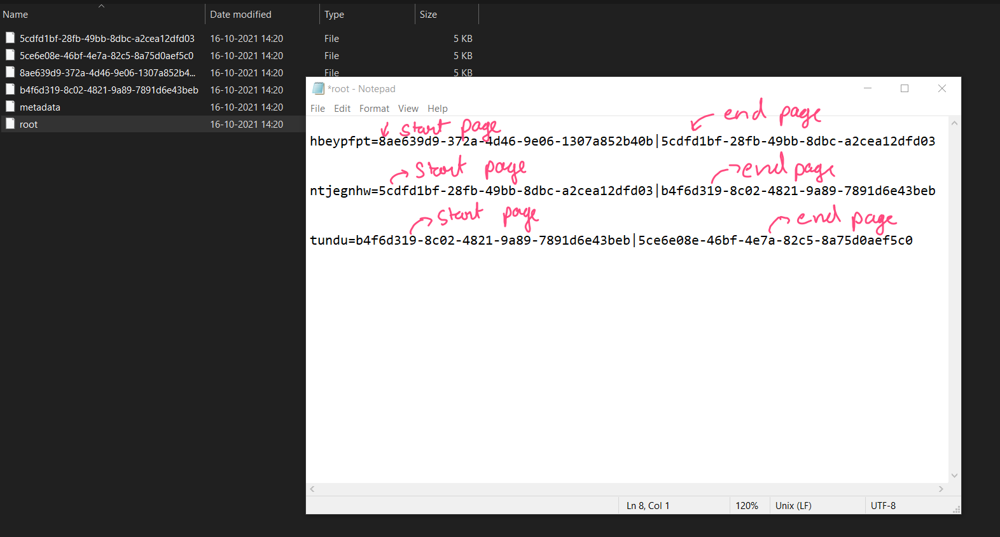 Name Date modified Type Size
5cdfd1bf-28fb-49bb-8dbc-a2cea12dfd03 16-10-2021 14:20 File 5 KB
5ce6e08e-46bf-4e7a-82c5-8a75d0aef5c0 16-10-2021 14:20 File 5 KB
8ae639d9-372a-4d46-9e06-1307a852b4... 16-10-2021 14:20 File 5 KB
b4f6d319-8c02-4821-9a89-7891d6e43beb 16-10-2021 14:20
metadata 16-10-2021 14:20
root 16-10-2021 14:20
*root - Notepad
File Edit Format View Help
start page end page
hbeypfpt=8ae639d9-372a-4d46-9e06-1307a852b40b|5cdfd1bf-28fb-49bb-8dbc-a2cea12dfd03
start page end page
ntjegnhw=5cdfd1bf-28fb-49bb-8dbc-a2cea12dfd03|b4f6d319-8c02-4821-9a89-7891d6e43beb
start page end page
tundu=b4f6d319-8c02-4821-9a89-7891d6e43beb|5ce6e08e-46bf-4e7a-82c5-8a75d0aef5c0
Ln 8, Col 1 120% Unix (LF) UTF-8